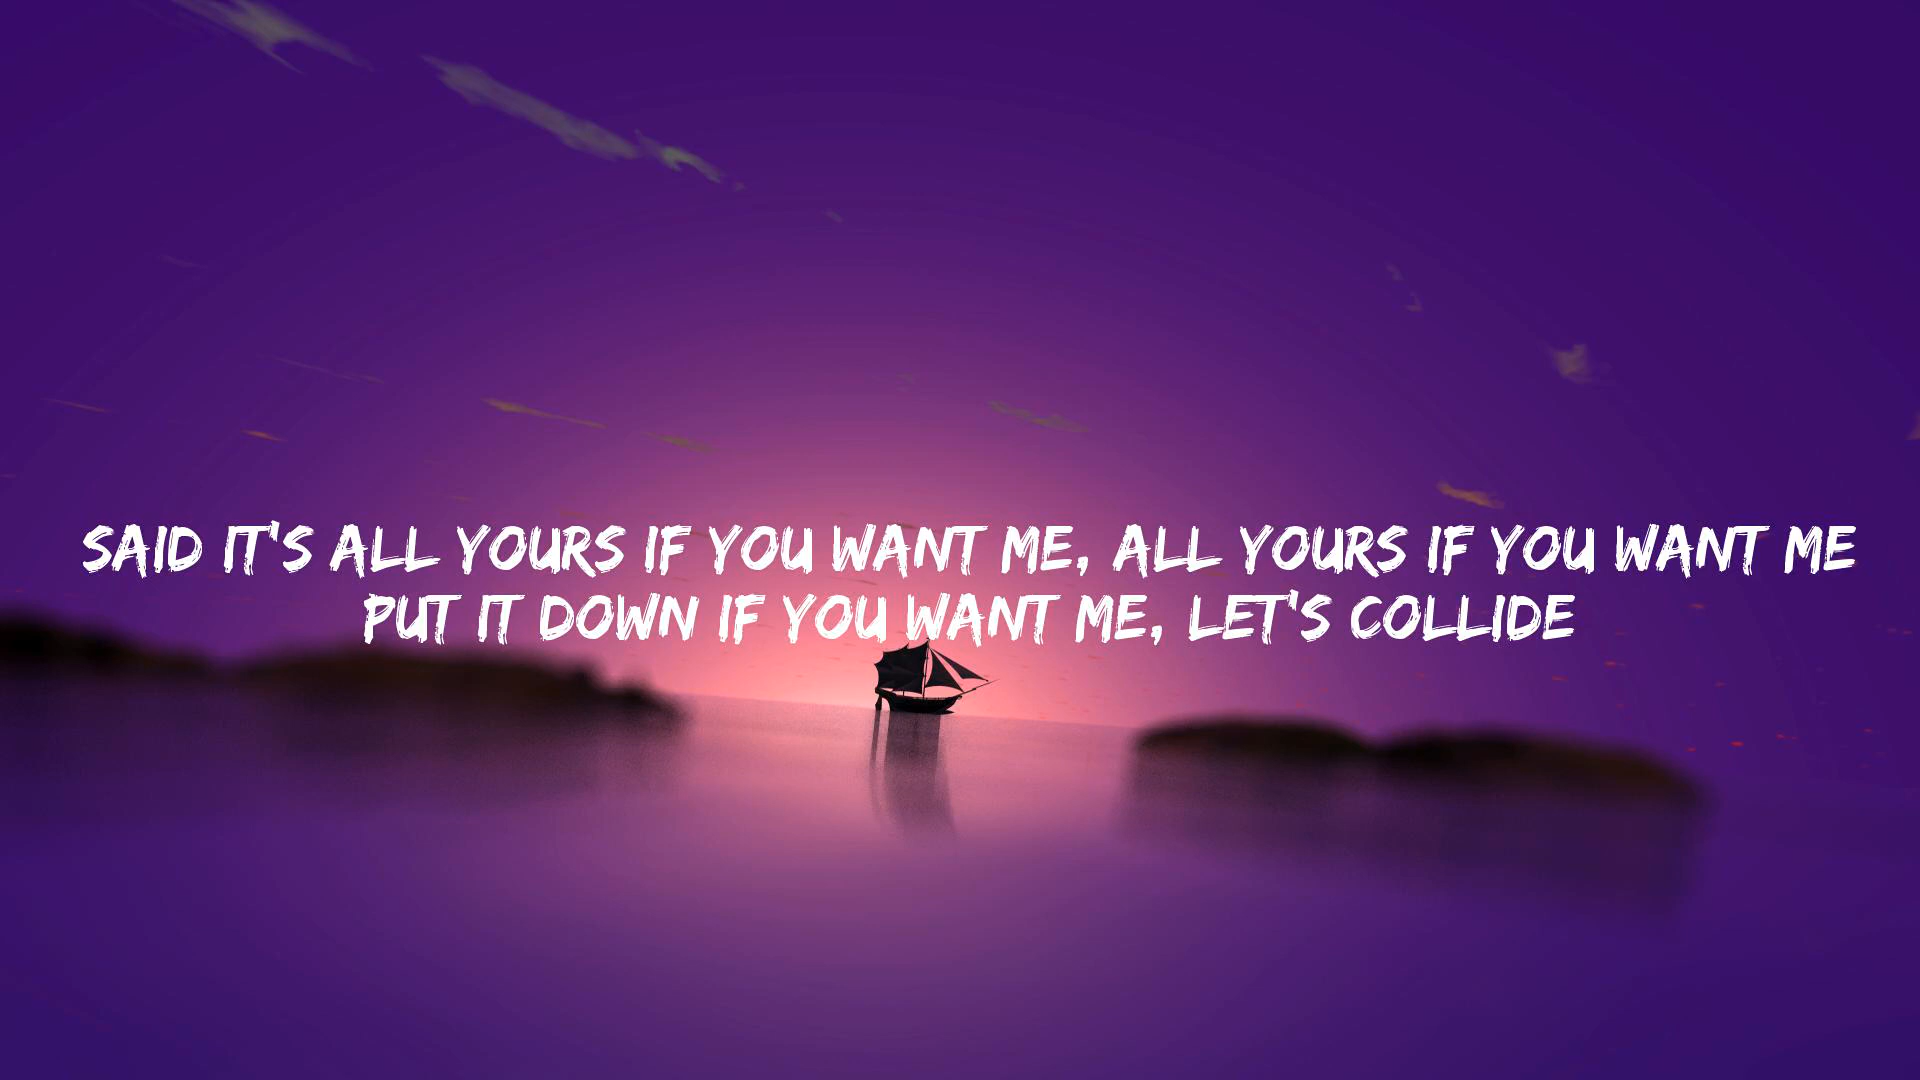 SAID IT'S ALL YOURS IF YOU WANT ME, ALL YOURS IF YOU WANT ME
PUT IT DOWN IF YOU WANT ME, LET'S COLLIDE